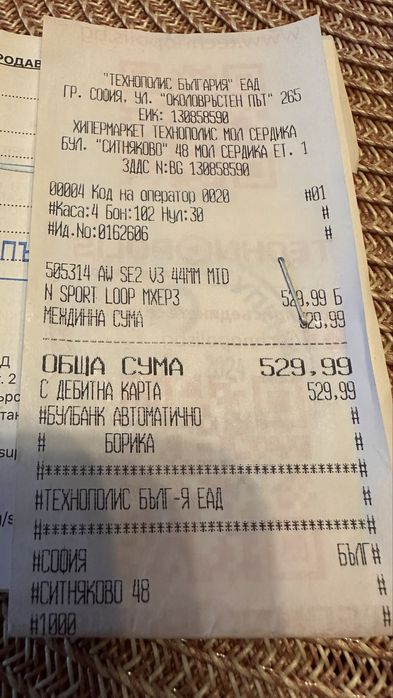 "ТЕХНОПОЛИС БЪЛГАРИЯ" ЕАД
ГР. СОФИЯ, УЛ. "ОКОЛОВРЪСТЕН ПЪТ" 265
ЕИК: 130858590
ХИПЕРМАРКЕТ ТЕХНОПОЛИС МОЛ СЕРДИКА
БУЛ. "СИТНЯКОВО" 48 МОЛ СЕРДИКА ЕТ. 1
ЗДДС N:BG 130858590
00004 Код на оператор 0020 #01
#Каса:4 Бон:102 Нул:30 #
#Ид.No:0162606 #
505314 AW SE2 V3 44MM MID
N SPORT LOOP MXEP3 529,99 Б
МЕЖДИННА СУМА 529,99
ОБЩА СУМА 529,99
С ДЕБИТНА КАРТА 529,99
#БУЛБАНК АВТОМАТИЧНО #
# БОРИКА #
#************************************#
#ТЕХНОПОЛИС БЪЛГ-Я ЕАД #
#************************************#
#СОФИЯ БЪЛГ#
#СИТНЯКОВО 48 #
#1000 #